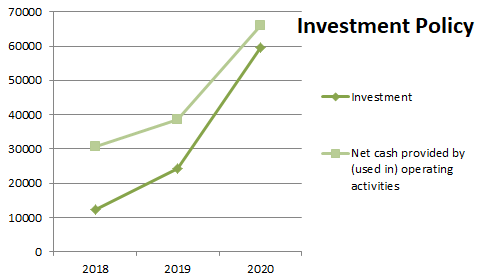 Investment Policy
70000
60000
50000
40000
30000
20000
10000
0
2018 2019 2020
Investment
Net cash provided by
(used in) operating
activities